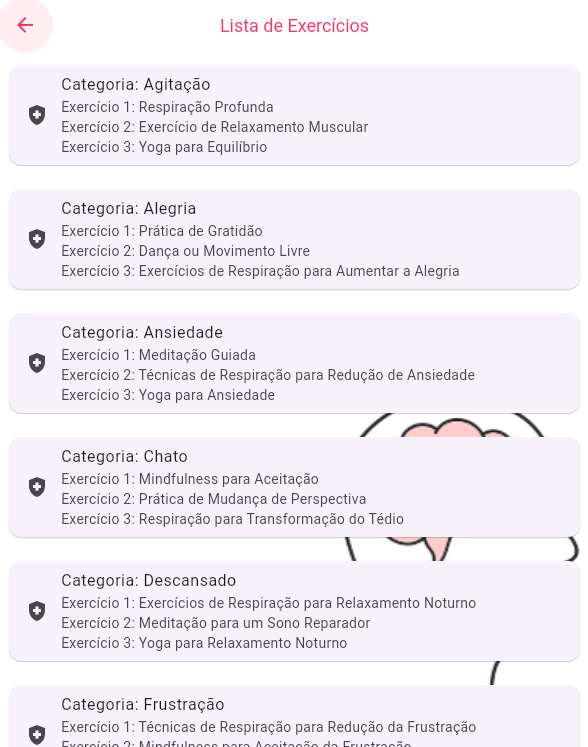 Lista de Exercícios
Categoria: Agitação
Exercício 1: Respiração Profunda
Exercício 2: Exercício de Relaxamento Muscular
Exercício 3: Yoga para Equilíbrio
Categoria: Alegria
Exercício 1: Prática de Gratidão
Exercício 2: Dança ou Movimento Livre
Exercício 3: Exercícios de Respiração para Aumentar a Alegria
Categoria: Ansiedade
Exercício 1: Meditação Guiada
Exercício 2: Técnicas de Respiração para Redução de Ansiedade
Exercício 3: Yoga para Ansiedade
Categoria: Chato
Exercício 1: Mindfulness para Aceitação
Exercício 2: Prática de Mudança de Perspectiva
Exercício 3: Respiração para Transformação do Tédio
Categoria: Descansado
Exercício 1: Exercícios de Respiração para Relaxamento Noturno
Exercício 2: Meditação para um Sono Reparador
Exercício 3: Yoga para Relaxamento Noturno
Categoria: Frustração
Exercício 1: Técnicas de Respiração para Redução da Frustração
Exercício 2: Mindfulness para Aceitação da Frustração